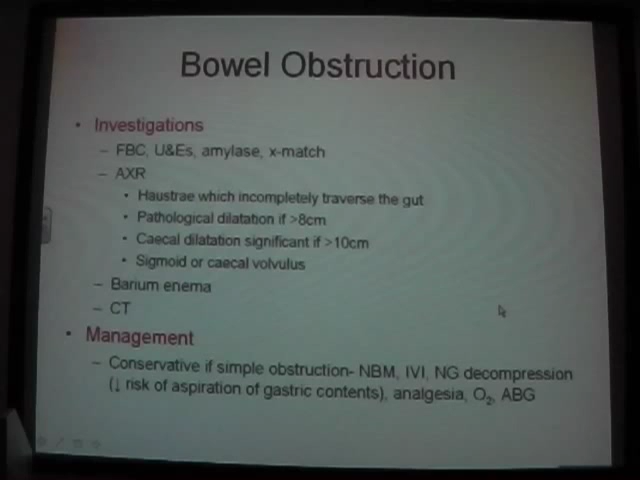 Bowel Obstruction
• Investigations
– FBC, U&Es, amylase, x-match
– AXR
• Haustrae which incompletely traverse the gut
• Pathological dilatation if >8cm
• Caecal dilatation significant if >10cm
• Sigmoid or caecal volvulus
– Barium enema
– CT
• Management
– Conservative if simple obstruction- NBM, IVI, NG decompression
(↓ risk of aspiration of gastric contents), analgesia, O₂, ABG